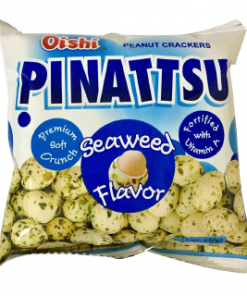 Oishi
PEANUT CRACKERS
PINATTSU
Premium
Soft
Crunch
Fortified
with
Vitamin A
Seaweed
Flavor